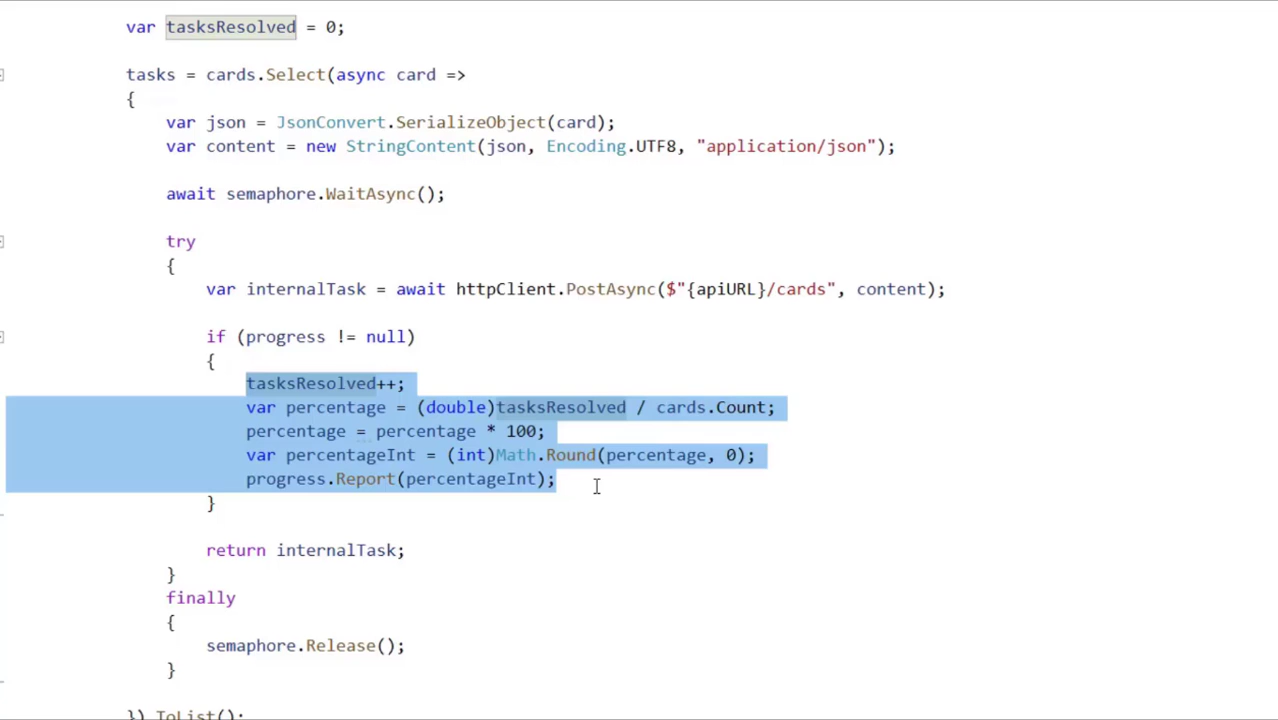 var tasksResolved = 0;
tasks = cards.Select(async card =>
{
var json = JsonConvert.SerializeObject(card);
var content = new StringContent(json, Encoding.UTF8, "application/json");
await semaphore.WaitAsync();
try
{
var internalTask = await httpClient.PostAsync($"{apiURL}/cards", content);
if (progress != null)
{
tasksResolved++;
var percentage = (double)tasksResolved / cards.Count;
percentage = percentage * 100;
var percentageInt = (int)Math.Round(percentage, 0);
progress.Report(percentageInt);
}
return internalTask;
}
finally
{
semaphore.Release();
}
}).ToList();